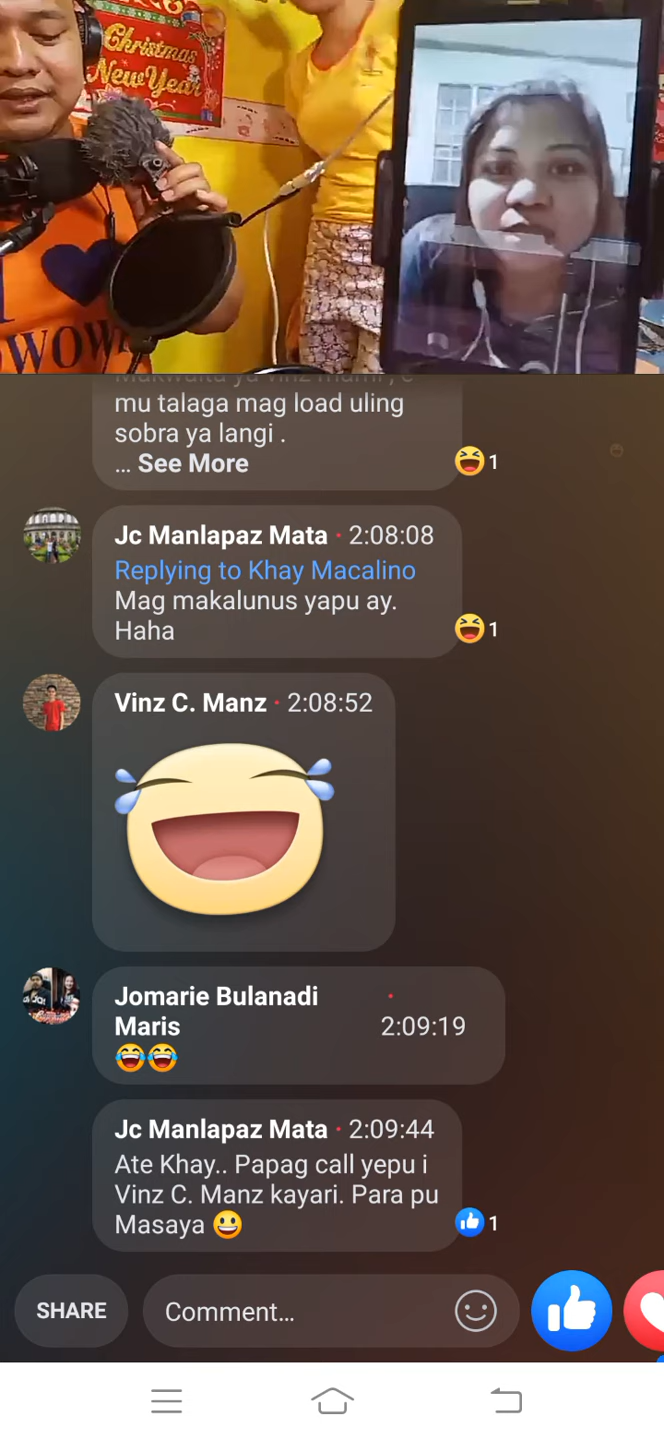 Christmas
New Year
I
WOW
mu talaga mag load uling
sobra ya langi .
... See More
1
Jc Manlapaz Mata · 2:08:08
Replying to Khay Macalino
Mag makalunus yapu ay.
Haha
1
Vinz C. Manz · 2:08:52
Jomarie Bulanadi
Maris · 2:09:19
Jc Manlapaz Mata · 2:09:44
Ate Khay.. Papag call yepu i
Vinz C. Manz kayari. Para pu
Masaya 😃
1
SHARE
Comment...